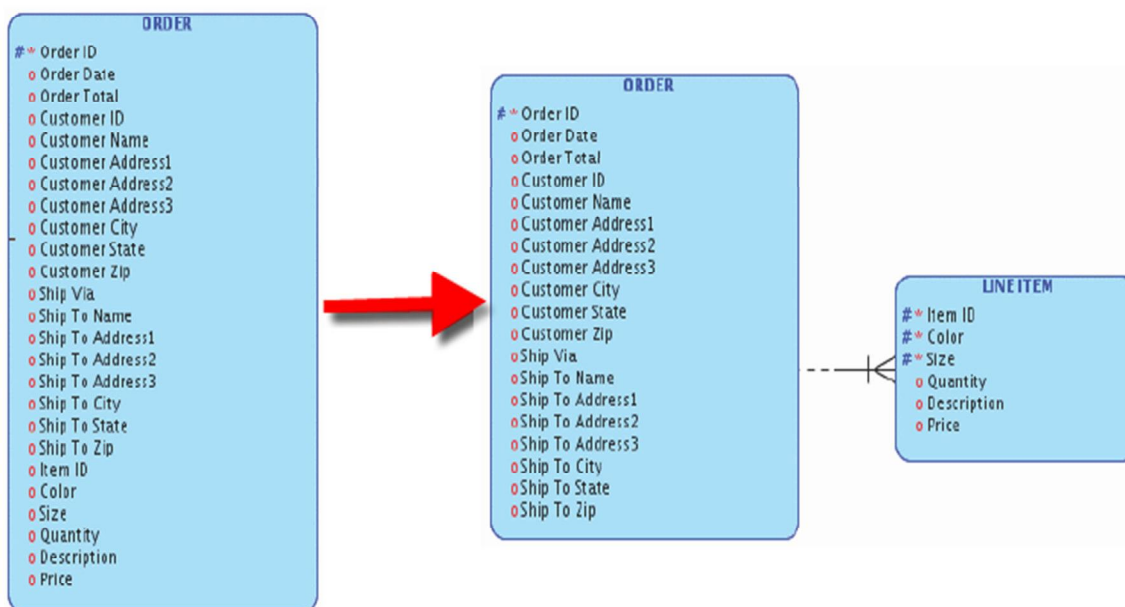 ORDER
#* Order ID
o Order Date
o Order Total
o Customer ID
o Customer Name
o Customer Address1
o Customer Address2
o Customer Address3
o Customer City
o Customer State
o Customer Zip
o Ship Via
o Ship To Name
o Ship To Address1
o Ship To Address2
o Ship To Address3
o Ship To City
o Ship To State
o Ship To Zip
o Item ID
o Color
o Size
o Quantity
o Description
o Price
ORDER
#* Order ID
o Order Date
o Order Total
o Customer ID
o Customer Name
o Customer Address1
o Customer Address2
o Customer Address3
o Customer City
o Customer State
o Customer Zip
o Ship Via
o Ship To Name
o Ship To Address1
o Ship To Address2
o Ship To Address3
o Ship To City
o Ship To State
o Ship To Zip
LINE ITEM
#* Item ID
#* Color
#* Size
o Quantity
o Description
o Price